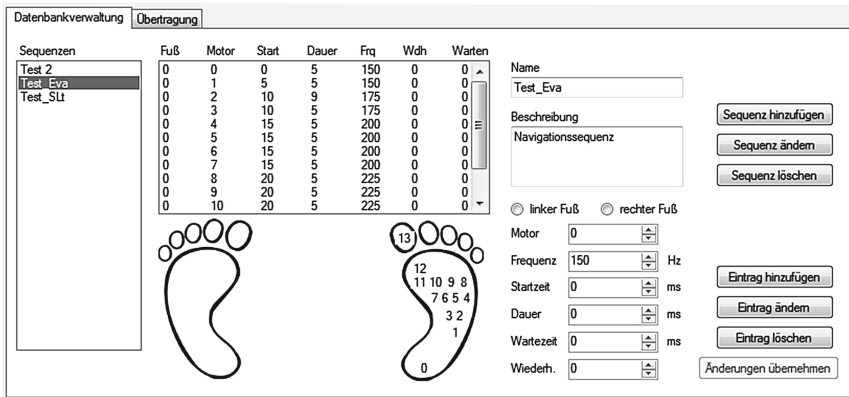 Datenbankverwaltung Übertragung
Sequenzen
Test 2
Test_Eva
Test_SLt
Fuß Motor Start Dauer Frq Wdh Warten
0 0 0 5 150 0 0
0 1 5 5 150 0 0
0 2 10 9 175 0 0
0 3 10 5 175 0 0
0 4 15 5 200 0 0
0 5 15 5 200 0 0
0 6 15 5 200 0 0
0 7 15 5 200 0 0
0 8 20 5 225 0 0
0 9 20 5 225 0 0
0 10 20 5 225 0 0
13
12
11 10 9 8
7 6 5 4
3 2
1
0
Name
Test_Eva
Beschreibung
Navigationssequenz
linker Fuß rechter Fuß
Motor 0
Frequenz 150 Hz
Startzeit 0 ms
Dauer 0 ms
Wartezeit 0 ms
Wiederh. 0
Sequenz hinzufügen
Sequenz ändern
Sequenz löschen
Eintrag hinzufügen
Eintrag ändern
Eintrag löschen
Änderungen übernehmen